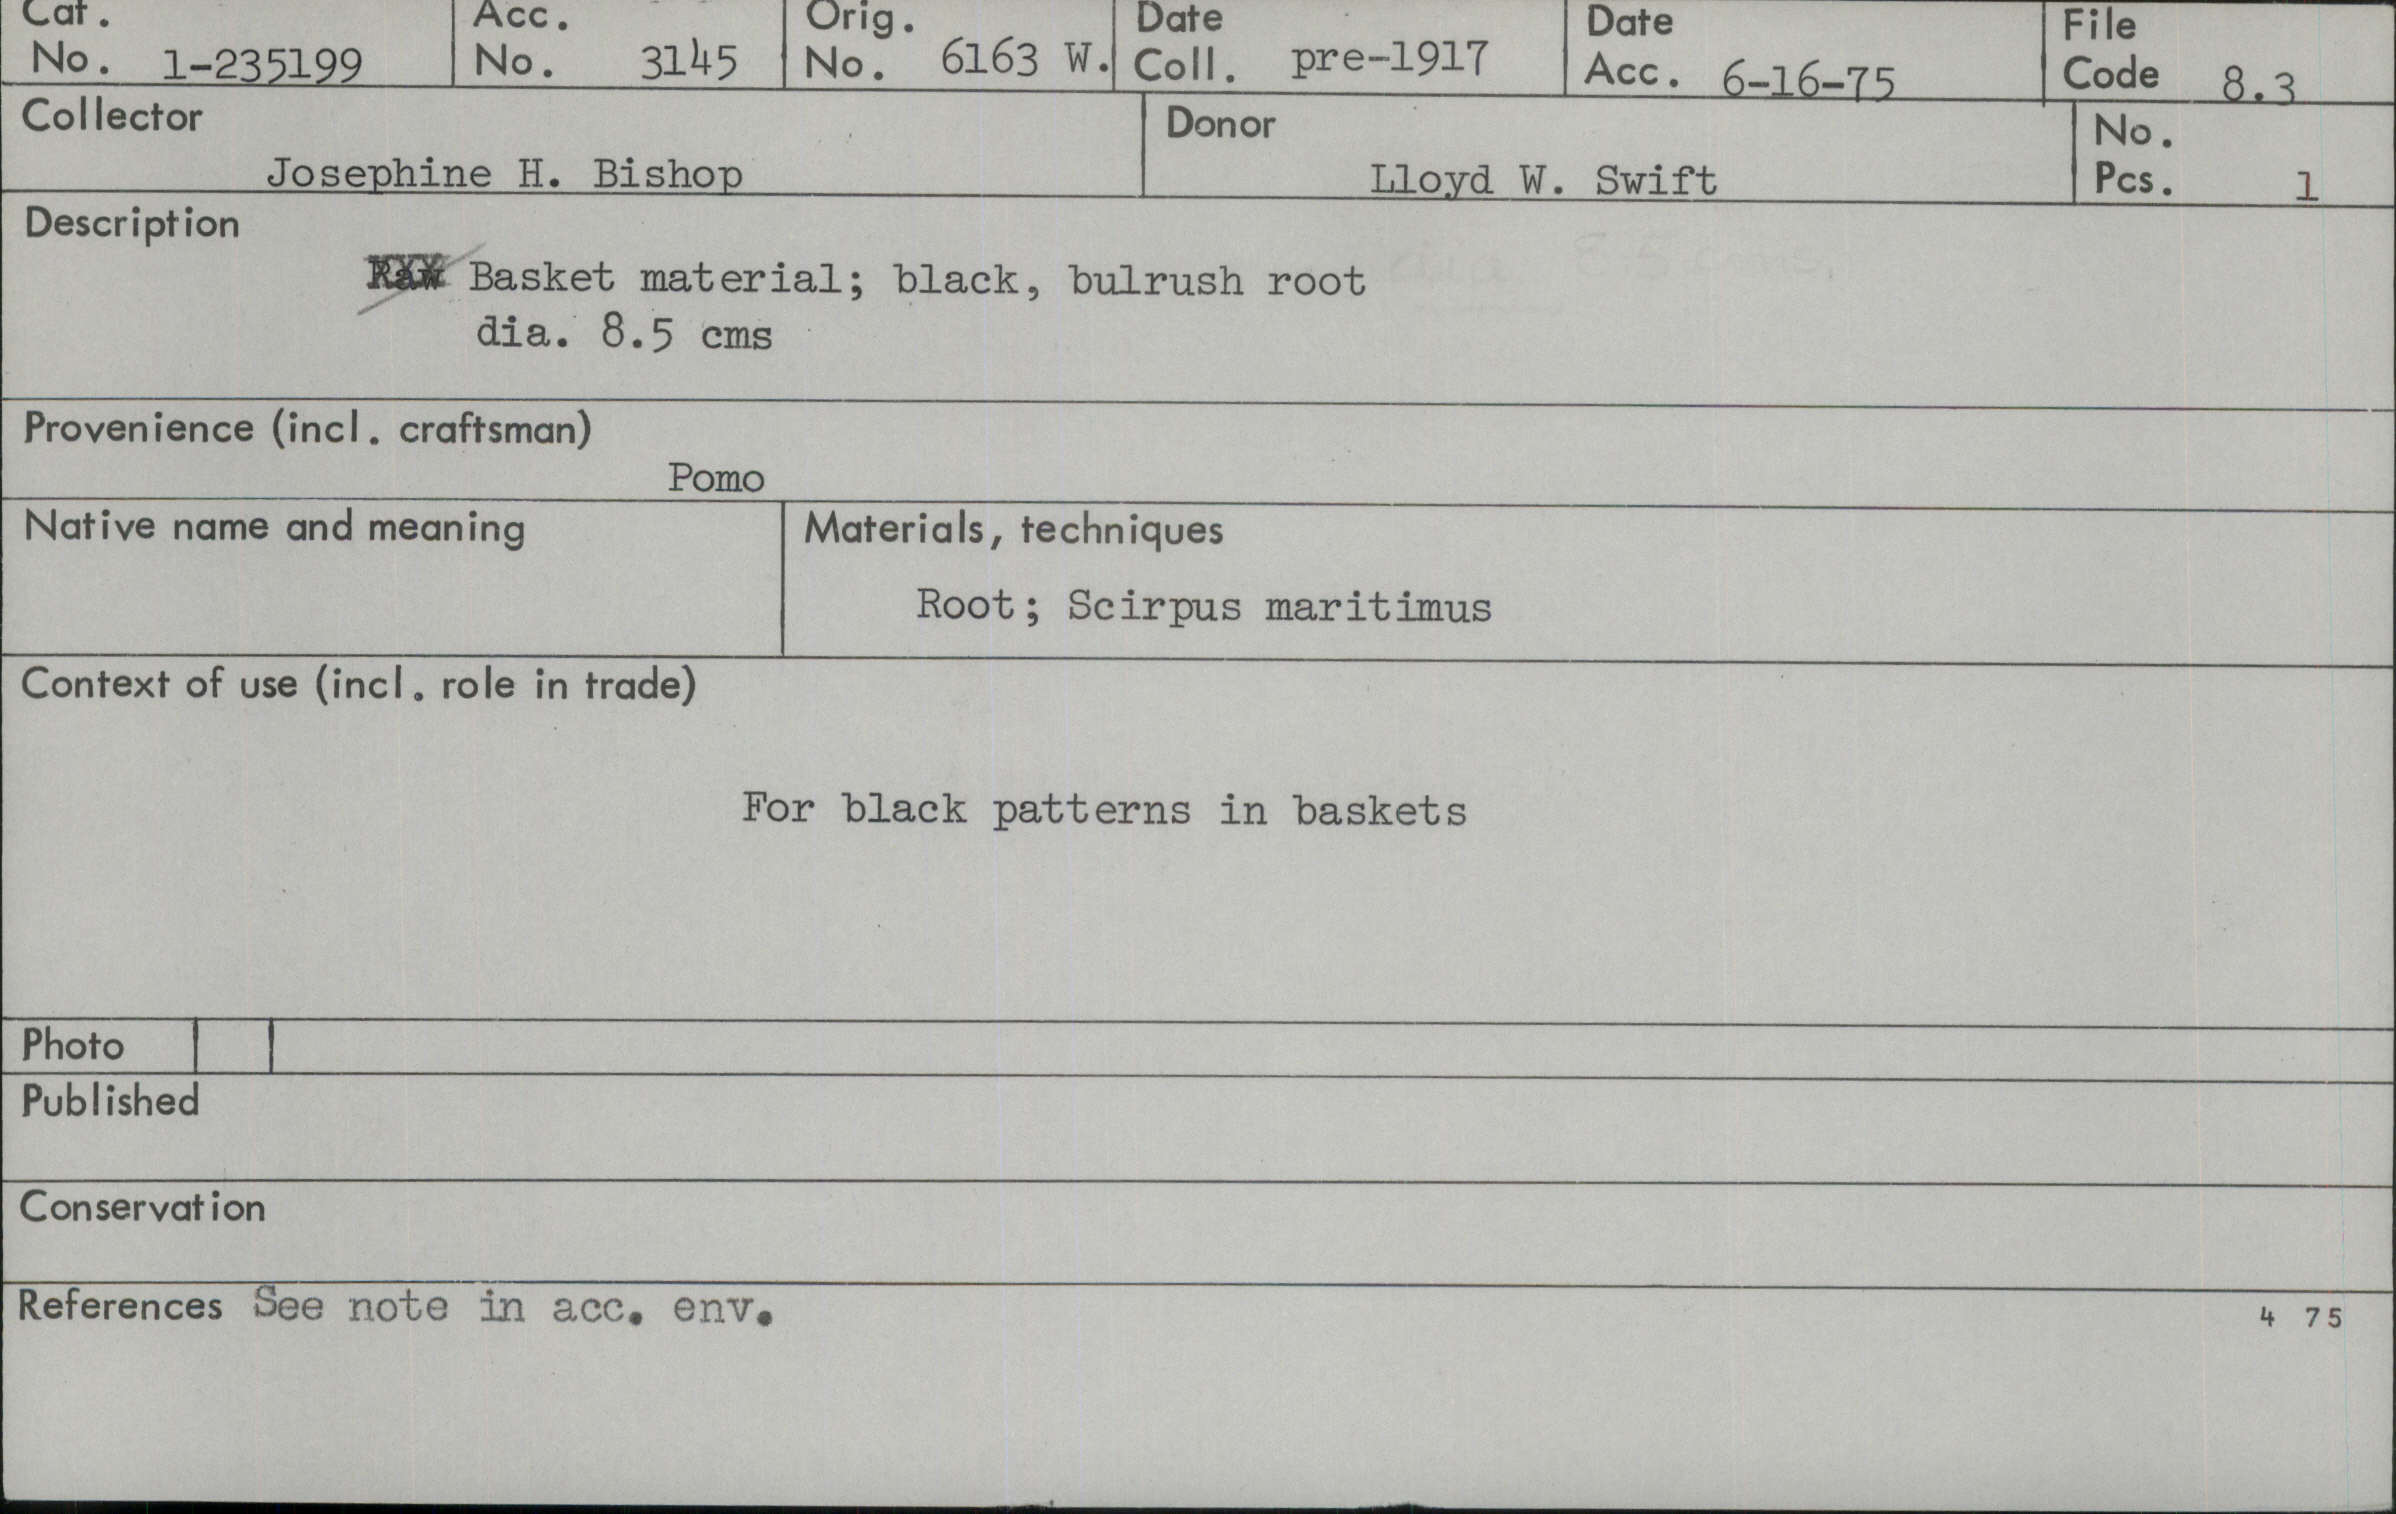 Cat. No. 1-235199
Acc. No. 3145
Orig. No. 6163 W.
Date Coll. pre-1917
Date Acc. 6-16-75
File Code 8.3
Collector
Josephine H. Bishop
Donor
Lloyd W. Swift
No. Pcs. 1
Description
Raw Basket material; black, bulrush root
dia. 8.5 cms
Provenience (incl. craftsman)
Pomo
Native name and meaning
Materials, techniques
Root; Scirpus maritimus
Context of use (incl. role in trade)
For black patterns in baskets
Photo
Published
Conservation
References See note in acc. env.
4 75